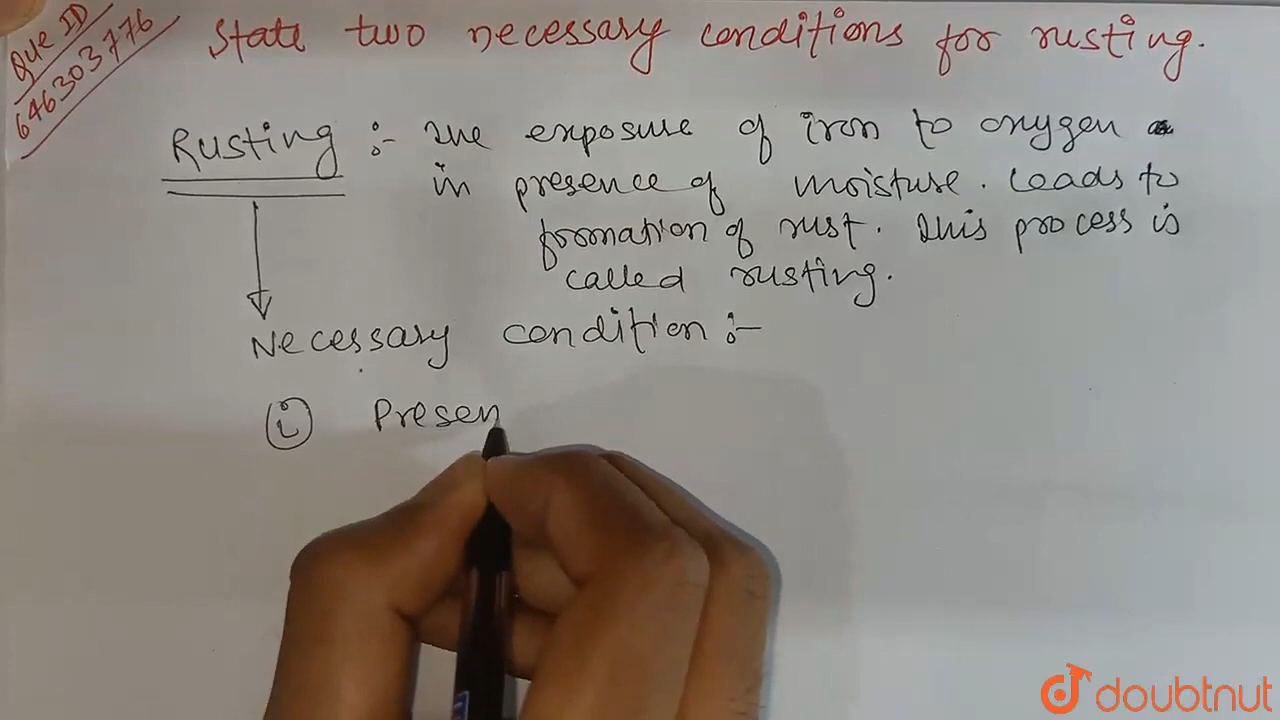 Que ID
646303776
State two necessary conditions for rusting.
Rusting :- the exposure of iron to oxygen
in presence of moisture. Leads to
formation of rust. This process is
called rusting.
Necessary condition :-
(i) Presen
doubtnut